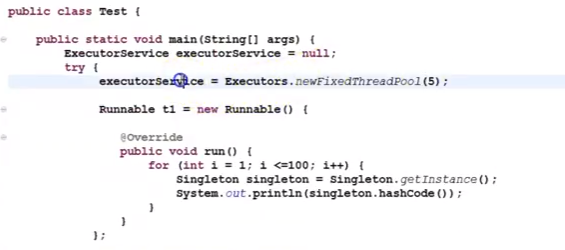 public class Test {
public static void main(String[] args) {
ExecutorService executorService = null;
try {
executorService = Executors.newFixedThreadPool(5);
Runnable t1 = new Runnable() {
@Override
public void run() {
for (int i = 1; i <=100; i++) {
Singleton singleton = Singleton.getInstance();
System.out.println(singleton.hashCode());
}
}
};